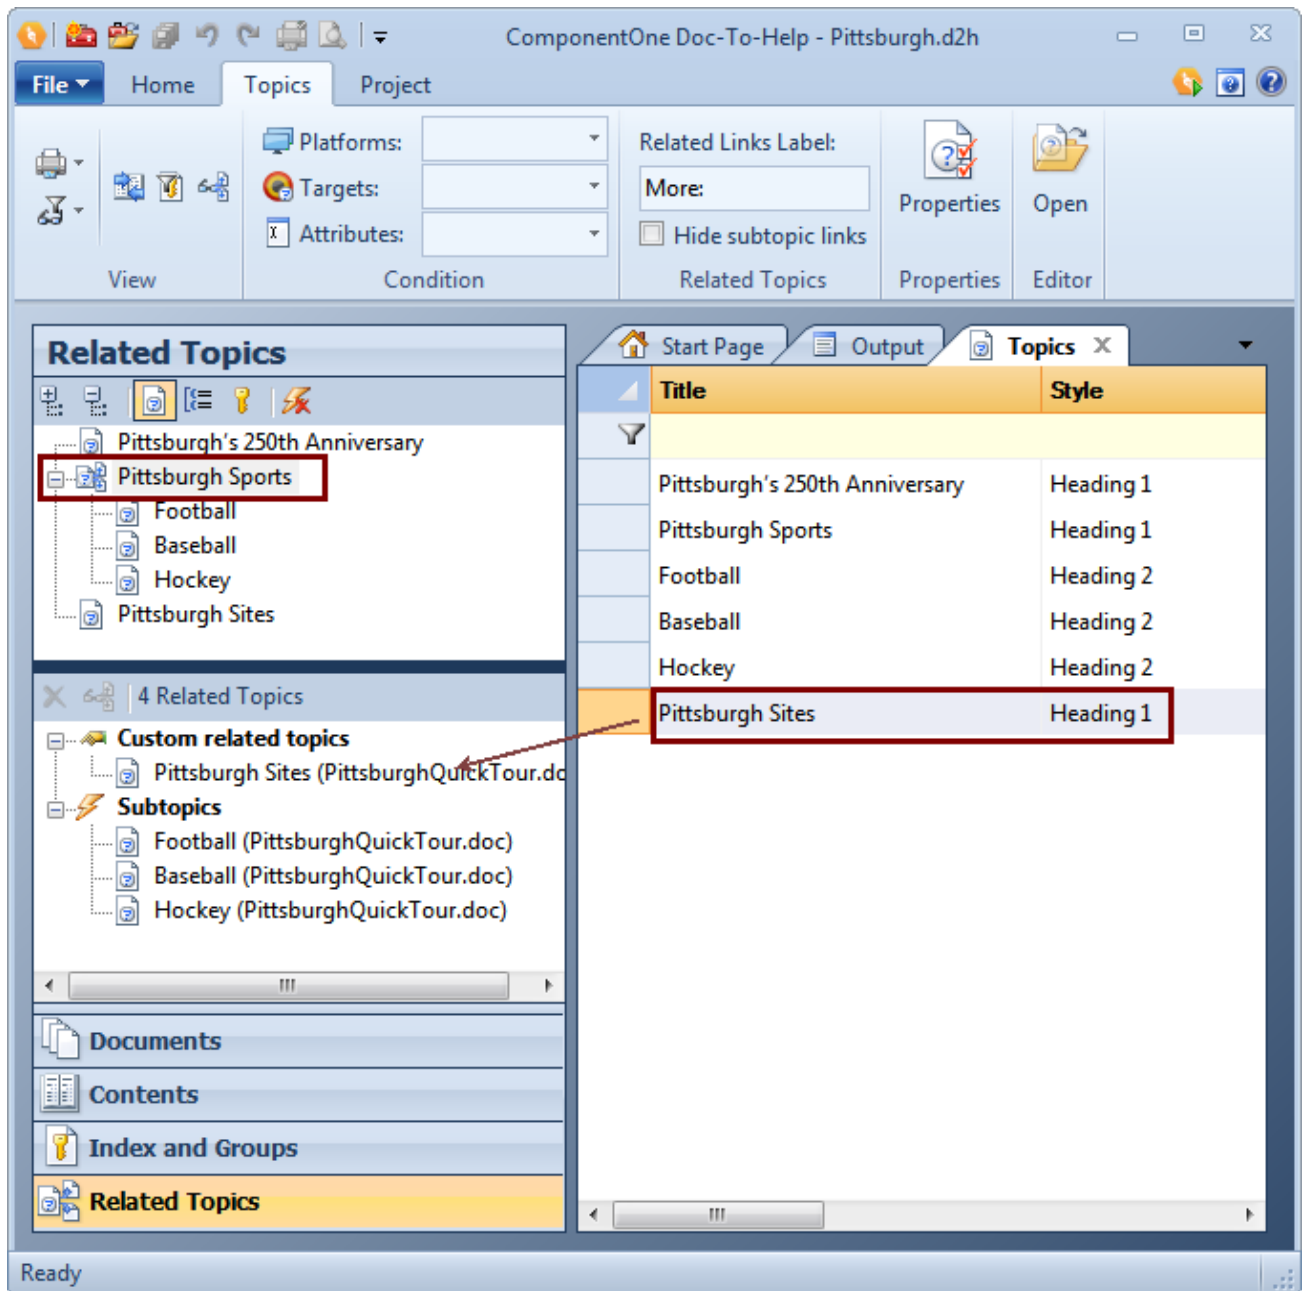 ComponentOne Doc-To-Help - Pittsburgh.d2h
File Home Topics Project
Platforms:
Targets:
Attributes:
Related Links Label:
More:
Hide subtopic links
Properties
Open
View Condition Related Topics Properties Editor
Related Topics
Pittsburgh's 250th Anniversary
Pittsburgh Sports
Football
Baseball
Hockey
Pittsburgh Sites
4 Related Topics
Custom related topics
Pittsburgh Sites (PittsburghQuickTour.do
Subtopics
Football (PittsburghQuickTour.doc)
Baseball (PittsburghQuickTour.doc)
Hockey (PittsburghQuickTour.doc)
Documents
Contents
Index and Groups
Related Topics
Start Page Output Topics
Title Style
Pittsburgh's 250th Anniversary Heading 1
Pittsburgh Sports Heading 1
Football Heading 2
Baseball Heading 2
Hockey Heading 2
Pittsburgh Sites Heading 1
Ready